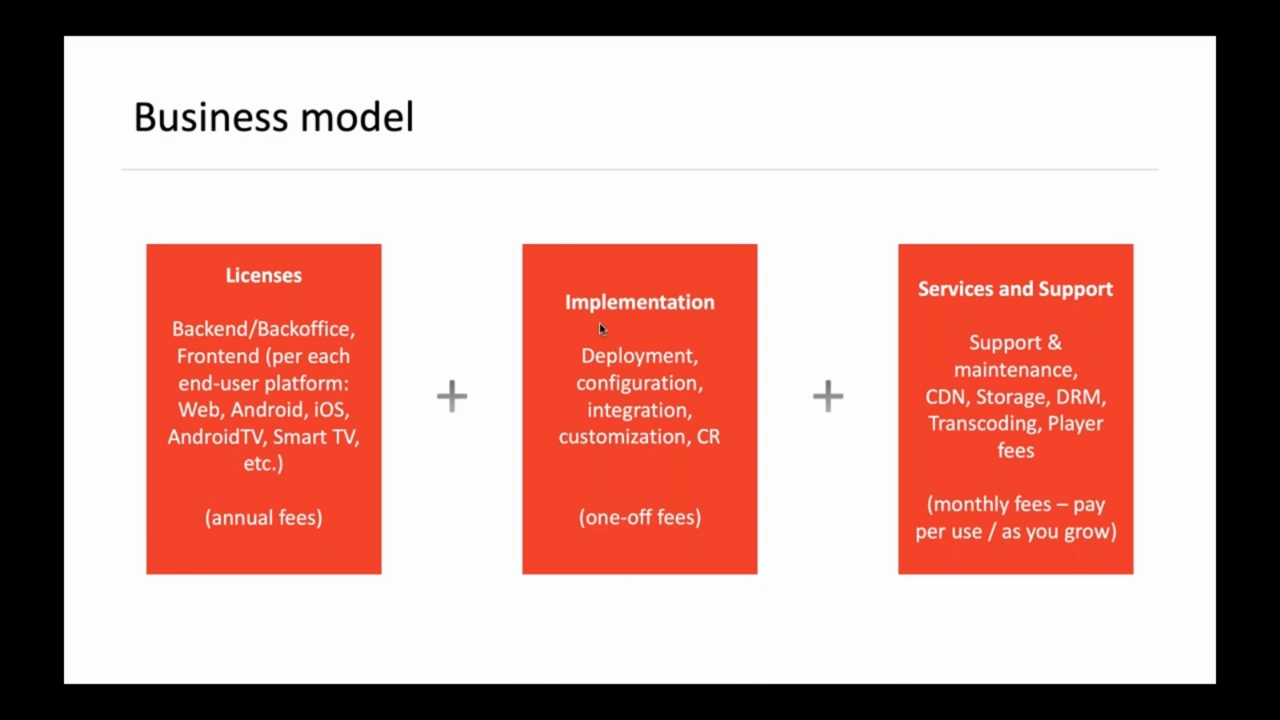 Business model
Licenses
Backend/Backoffice,
Frontend (per each
end-user platform:
Web, Android, iOS,
AndroidTV, Smart TV,
etc.)
(annual fees)
+
Implementation
Deployment,
configuration,
integration,
customization, CR
(one-off fees)
+
Services and Support
Support &
maintenance,
CDN, Storage, DRM,
Transcoding, Player
fees
(monthly fees – pay
per use / as you grow)